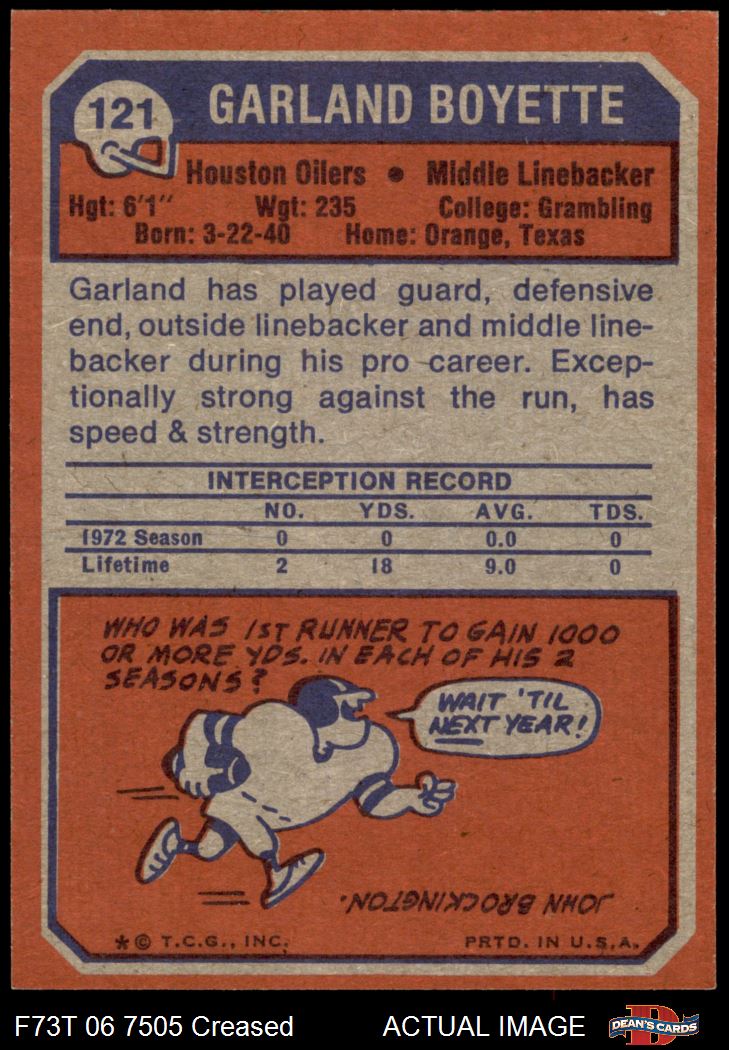 121 GARLAND BOYETTE
Houston Oilers • Middle Linebacker
Hgt: 6'1" Wgt: 235 College: Grambling
Born: 3-22-40 Home: Orange, Texas
Garland has played guard, defensive
end, outside linebacker and middle line-
backer during his pro career. Excep-
tionally strong against the run, has
speed & strength.
INTERCEPTION RECORD
NO. YDS. AVG. TDS.
1972 Season 0 0 0.0 0
Lifetime 2 18 9.0 0
WHO WAS 1ST RUNNER TO GAIN 1000
OR MORE YDS. IN EACH OF HIS 2
SEASONS?
WAIT 'TIL
NEXT YEAR!
JOHN BROCKINGTON.
*© T.C.G., INC. PRTD. IN U.S.A.
F73T 06 7505 Creased ACTUAL IMAGE
D
DEAN'S CARDS